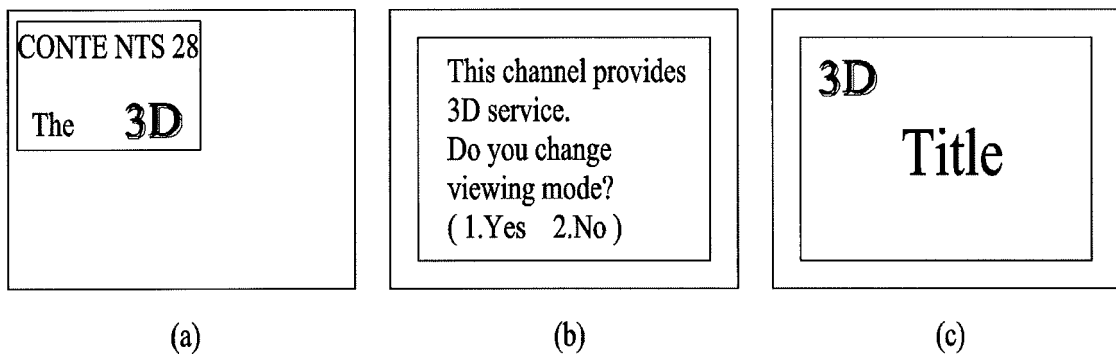 CONTE NTS 28
The 3D
This channel provides
3D service.
Do you change
viewing mode?
( 1.Yes 2.No )
3D
Title
(a)
(b)
(c)